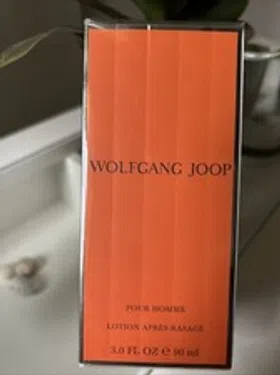 WOLFGANG JOOP
POUR HOMME
LOTION APRÈS-RASAGE
3.0 FL OZ ℮ 90 ml